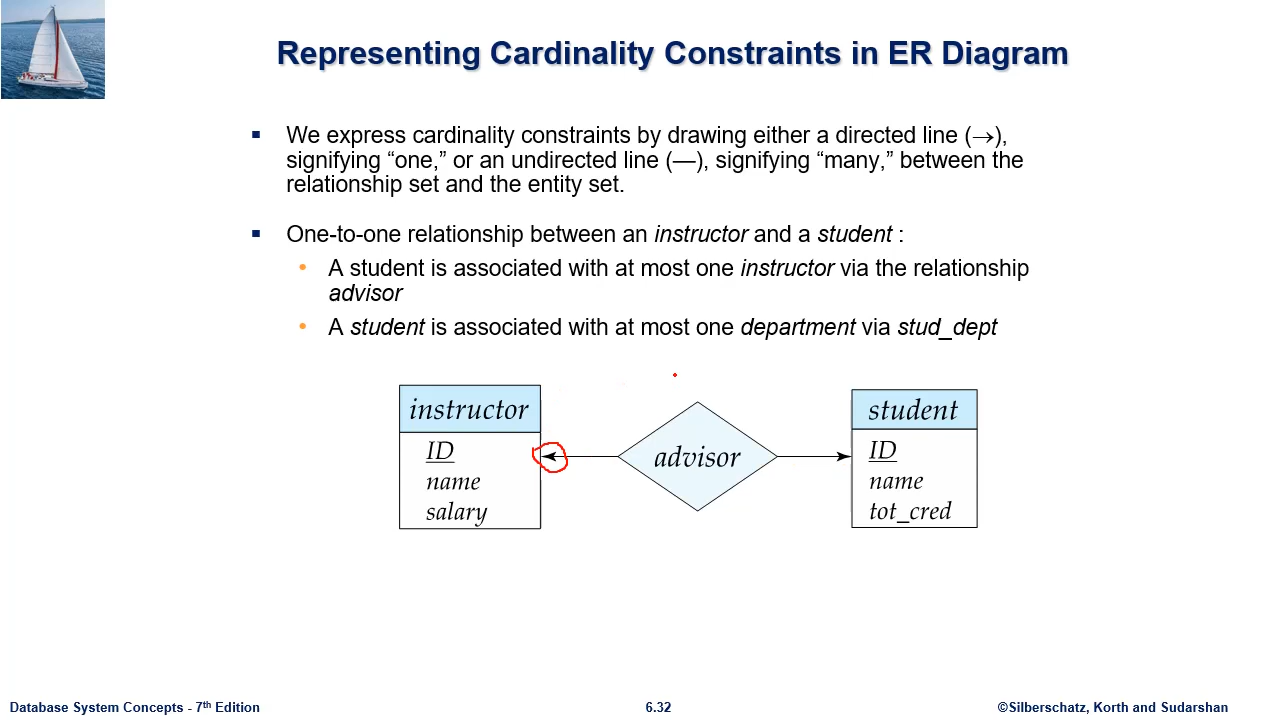 Representing Cardinality Constraints in ER Diagram
▪ We express cardinality constraints by drawing either a directed line (→),
signifying “one,” or an undirected line (—), signifying “many,” between the
relationship set and the entity set.
▪ One-to-one relationship between an instructor and a student :
• A student is associated with at most one instructor via the relationship
advisor
• A student is associated with at most one department via stud_dept
instructor
ID
name
salary
advisor
student
ID
name
tot_cred
Database System Concepts - 7th Edition
6.32
©Silberschatz, Korth and Sudarshan